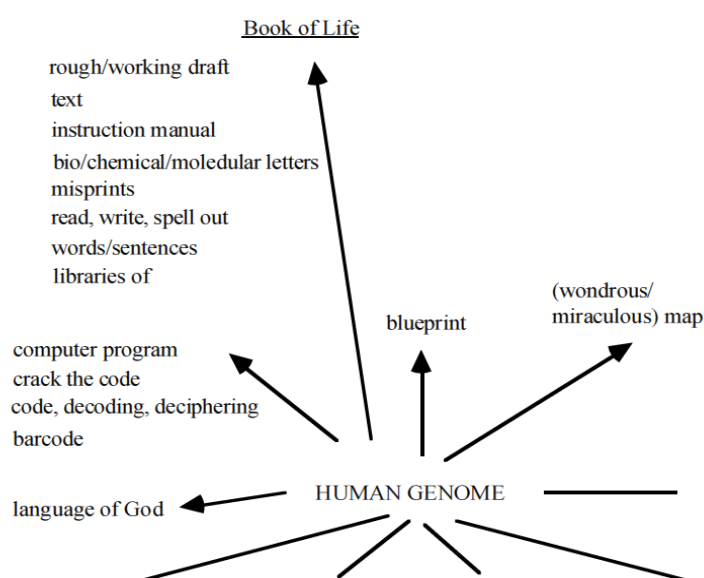 Book of Life
rough/working draft
text
instruction manual
bio/chemical/moledular letters
misprints
read, write, spell out
words/sentences
libraries of
(wondrous/
miraculous) map
blueprint
computer program
crack the code
code, decoding, deciphering
barcode
HUMAN GENOME
language of God